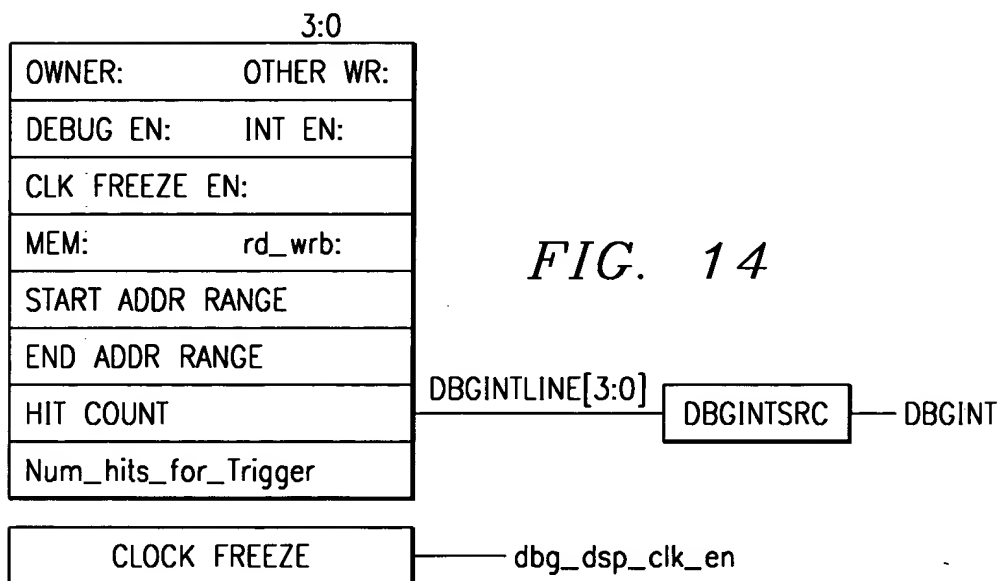 3:0
OWNER: OTHER WR:
DEBUG EN: INT EN:
CLK FREEZE EN:
MEM: rd_wrb:
START ADDR RANGE
END ADDR RANGE
HIT COUNT
Num_hits_for_Trigger
FIG. 14
DBGINTLINE[3:0]
DBGINTSRC
DBGINT
CLOCK FREEZE
dbg_dsp_clk_en